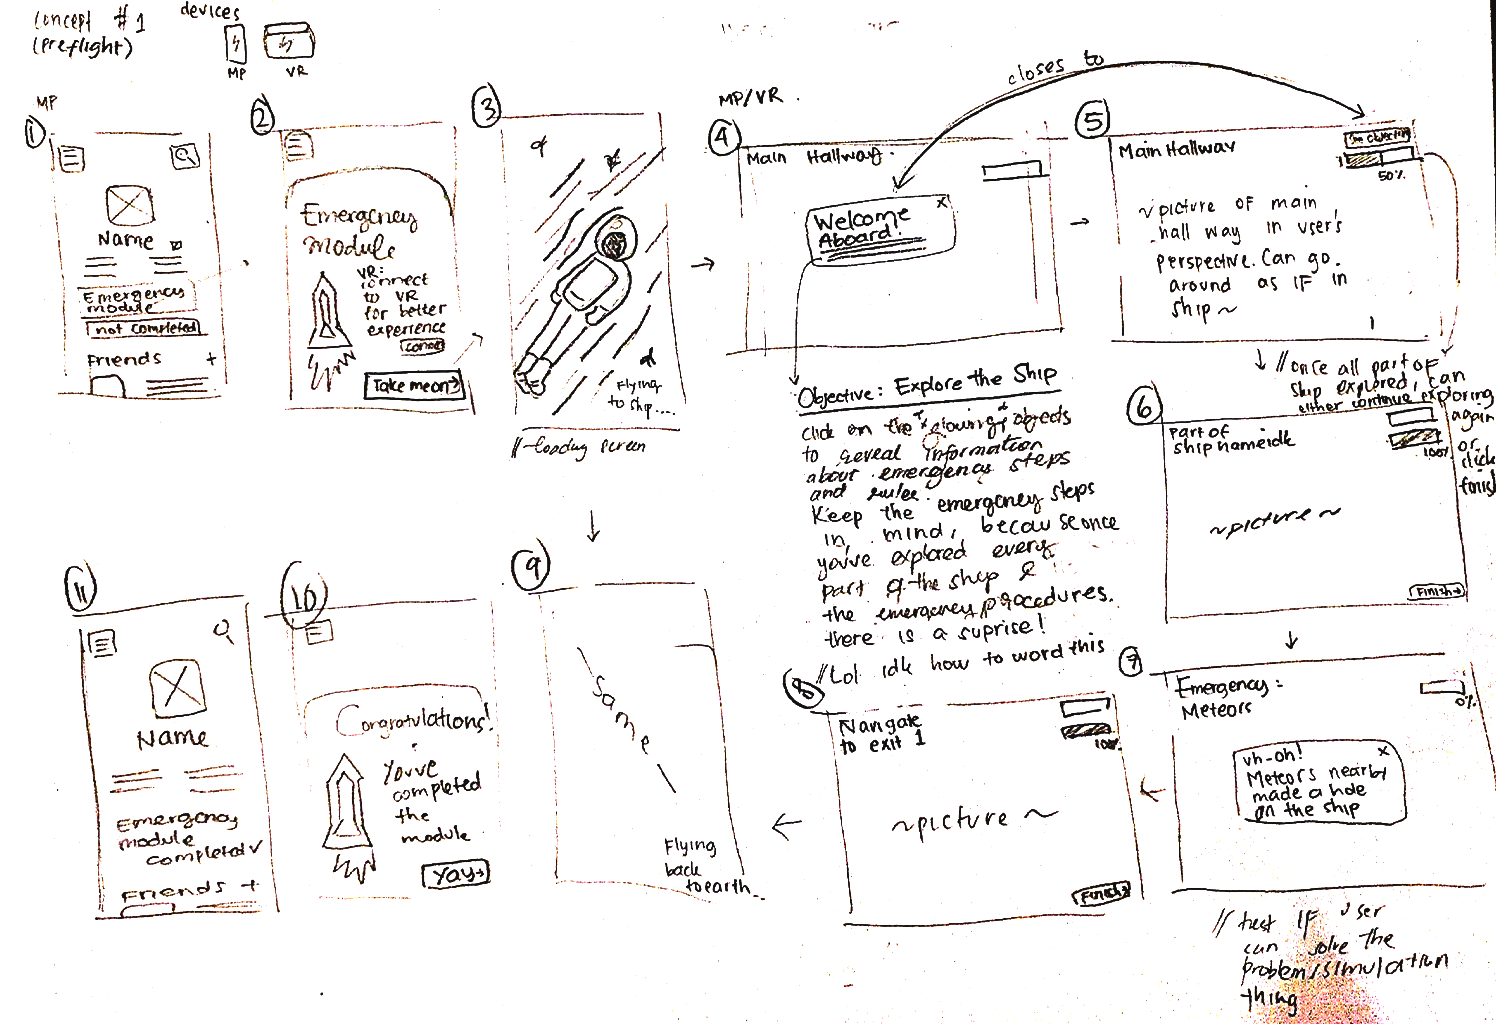 concept #1
(preflight)
devices
MP
VR
MP
1
Name
Emergency
module
not completed
Friends +
2
Emergency
module
VR:
connect
to VR
for better
experience
Take me on→
3
Flying
to ship....
//-loading screen
MP/VR.
4
Main Hallway.
Welcome
Aboard!
x
closes to
5
Main Hallway
50%
~picture of main
hall way in user's
perspective. Can go
around as if in
ship~
Objective: Explore the Ship
click on the "glowing" objects
to reveal information
about emergency steps
and rules.
Keep the emergency steps
in mind, because once
you've explored every
part of the ship &
the emergency procedures.
there is a suprise!
//Lol idk how to word this
//once all part of
ship explored, can
either continue exploring
again
or
click
finish
6
Part of
ship name idk
100%
~picture~
Finish→
7
Emergency:
Meteors
0%
uh-oh! x
Meteors nearby
made a hole
on the ship
// test if user
can solve the
problem/simulation
thing
8
Navigate
to exit 1
100%
~picture~
Finish→
9
same
Flying
back
to earth...
10
Congratulations!
You've
completed
the
module
Yay→
11
Name
Emergency
module
completed✓
Friends +